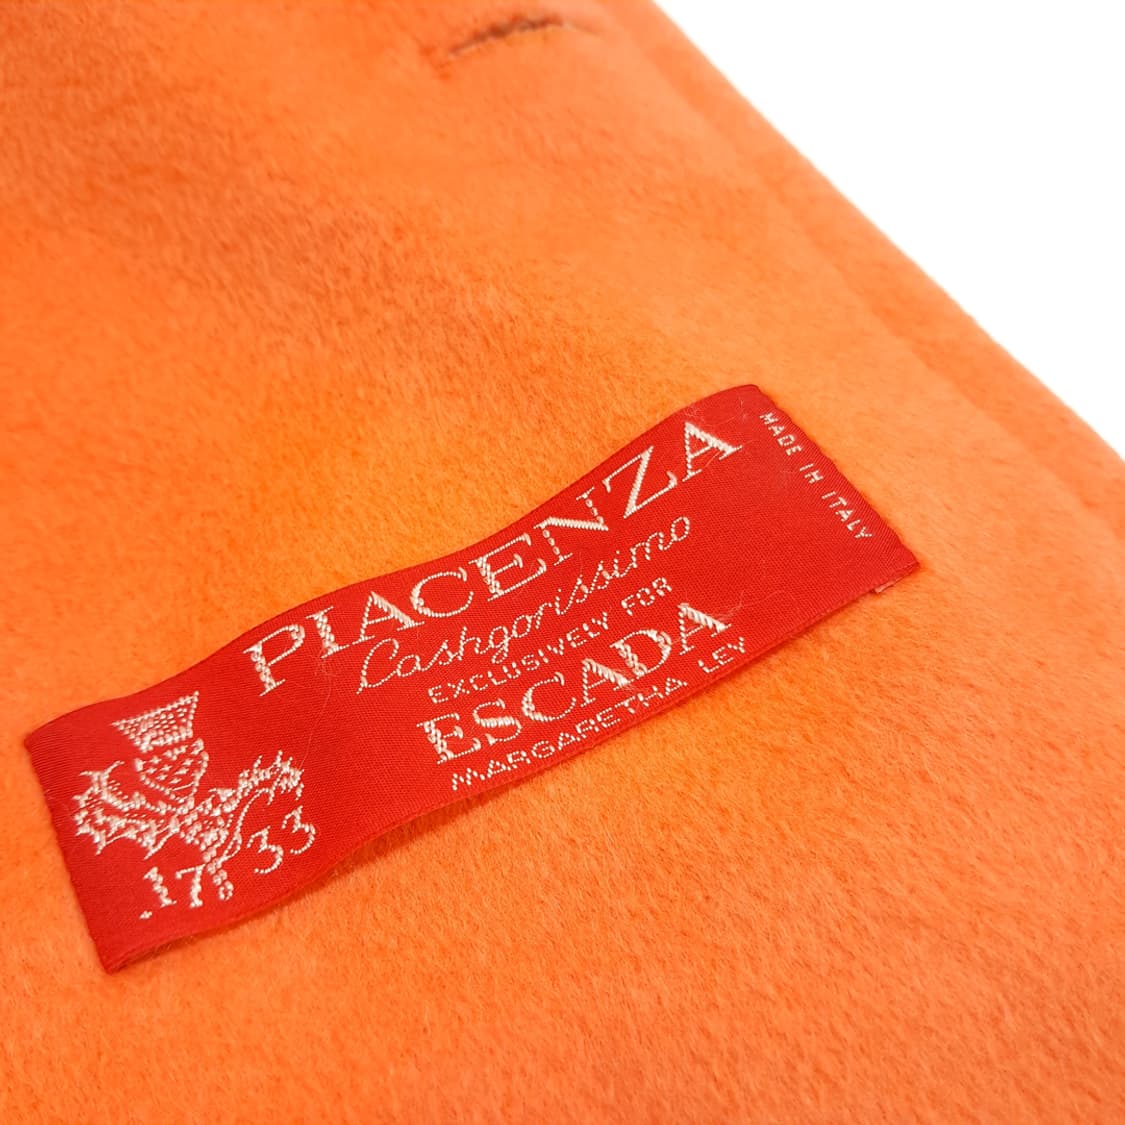 PIACENZA
Cashgorissimo
EXCLUSIVELY FOR
ESCADA
MARGARETHA LEY
.1733
MADE IN ITALY